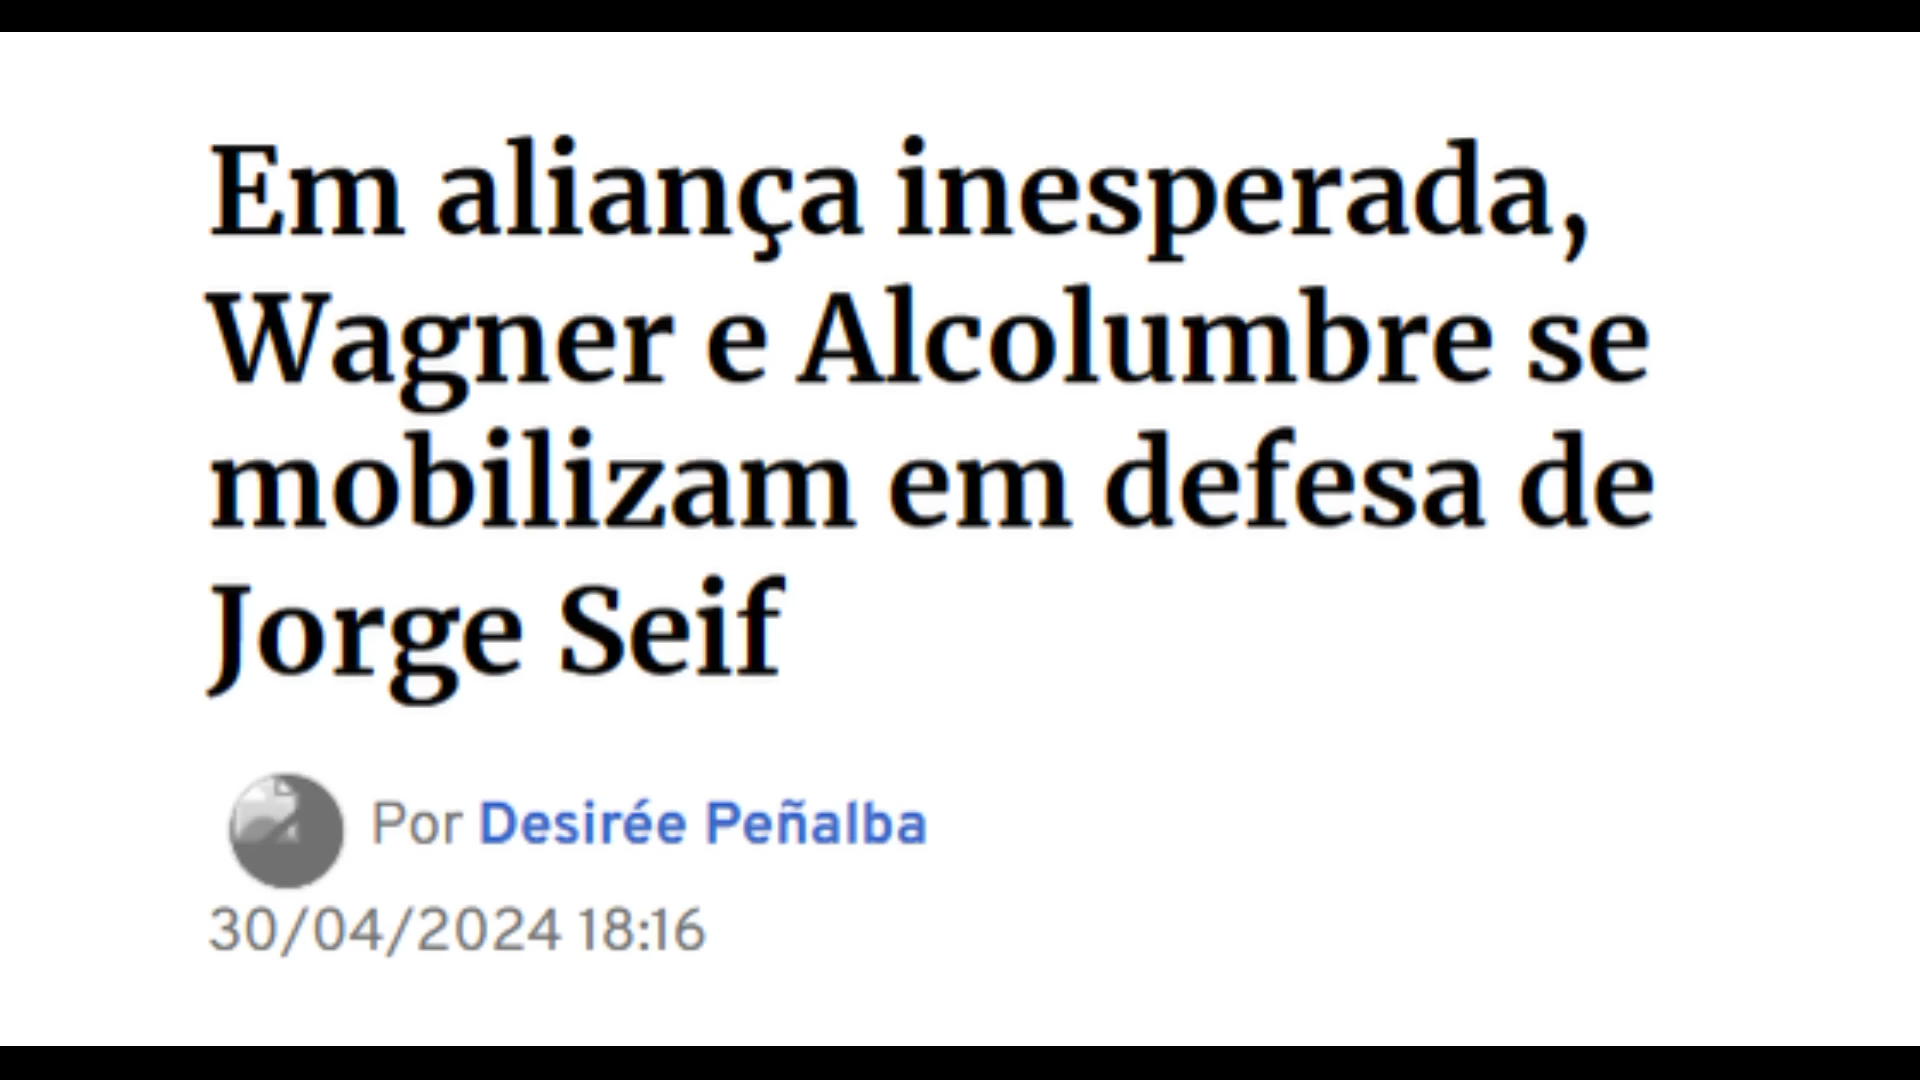 Em aliança inesperada,
Wagner e Alcolumbre se
mobilizam em defesa de
Jorge Seif
Por Desirée Peñalba
30/04/2024 18:16